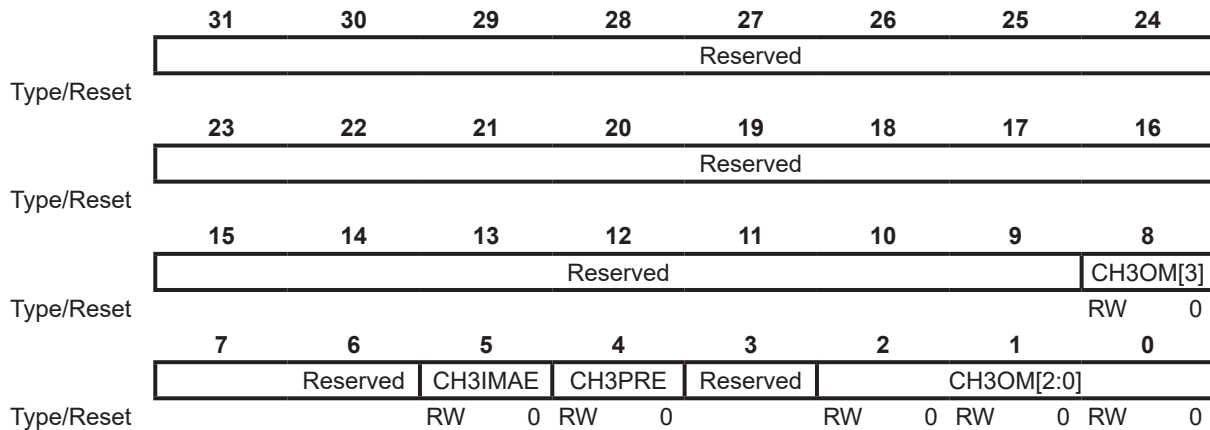 31 30 29 28 27 26 25 24
Reserved
Type/Reset
23 22 21 20 19 18 17 16
Reserved
Type/Reset
15 14 13 12 11 10 9 8
Reserved CH3OM[3]
Type/Reset RW 0
7 6 5 4 3 2 1 0
Reserved CH3IMAE CH3PRE Reserved CH3OM[2:0]
Type/Reset RW 0 RW 0 RW 0 RW 0 RW 0